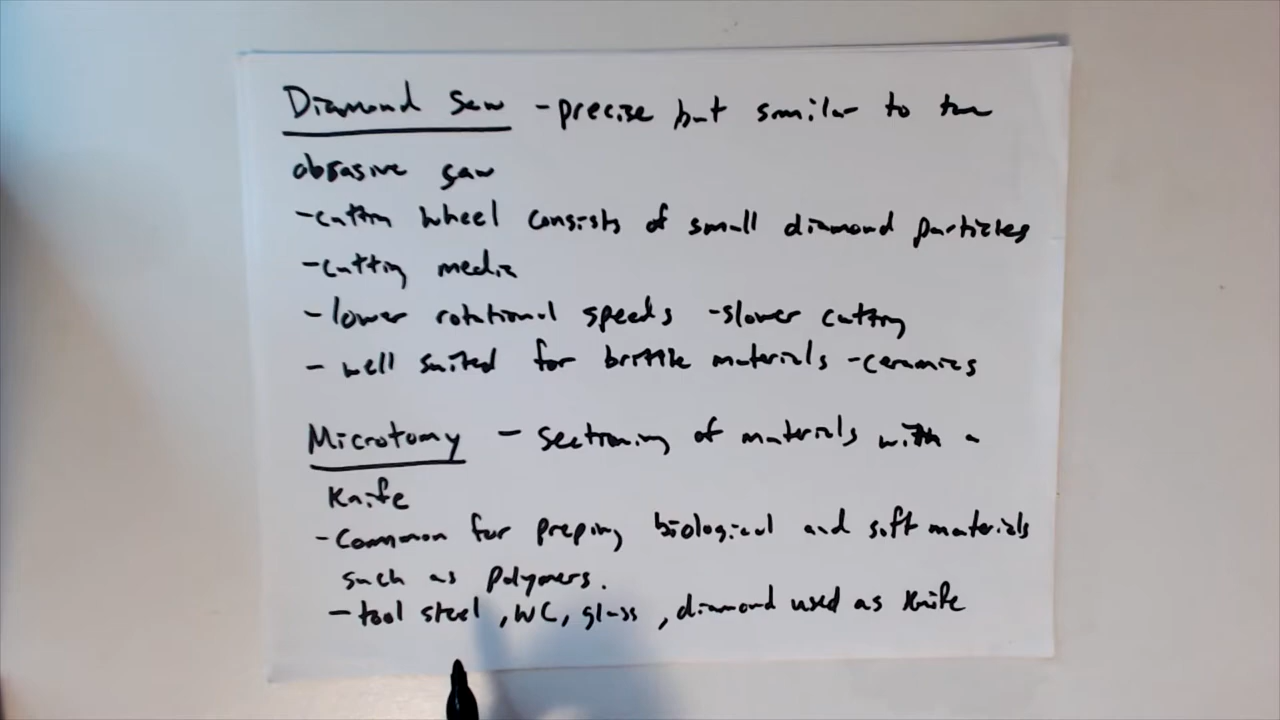 Diamond Saw - precise but similar to the
abrasive saw
- cutting wheel consists of small diamond particles
- cutting media
- lower rotational speeds - slower cutting
- well suited for brittle materials - ceramics
Microtomy - sectioning of materials with a
Knife
- Common for preping biological and soft materials
such as polymers.
- tool steel, WC, glass, diamond used as Knife